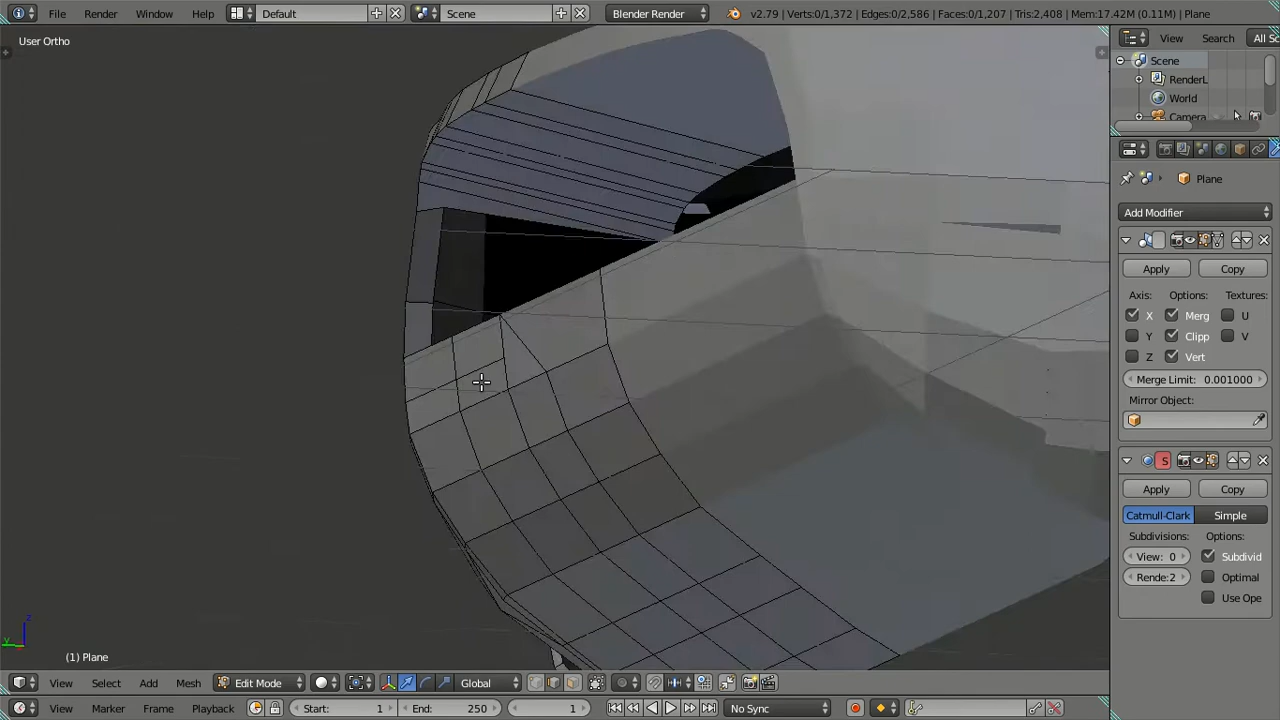 File Render Window Help Default Scene Blender Render v2.79 | Verts:0/1,372 | Edges:0/2,586 | Faces:0/1,207 | Tris:2,408 | Mem:17.42M (0.11M) | Plane
User Ortho
View Search All Sc
Scene
RenderL
World
Camera
Plane
Add Modifier
Apply Copy
Axis: Options: Textures:
X Merg U
Y Clipp V
Z Vert
Merge Limit: 0.001000
Mirror Object:
S
Apply Copy
Catmull-Clark Simple
Subdivisions: Options:
View: 0 Subdivid
Rende:2 Optimal
Use Ope
z
y
(1) Plane
View Select Add Mesh Edit Mode Global
View Marker Frame Playback Start: 1 End: 250 1 No Sync